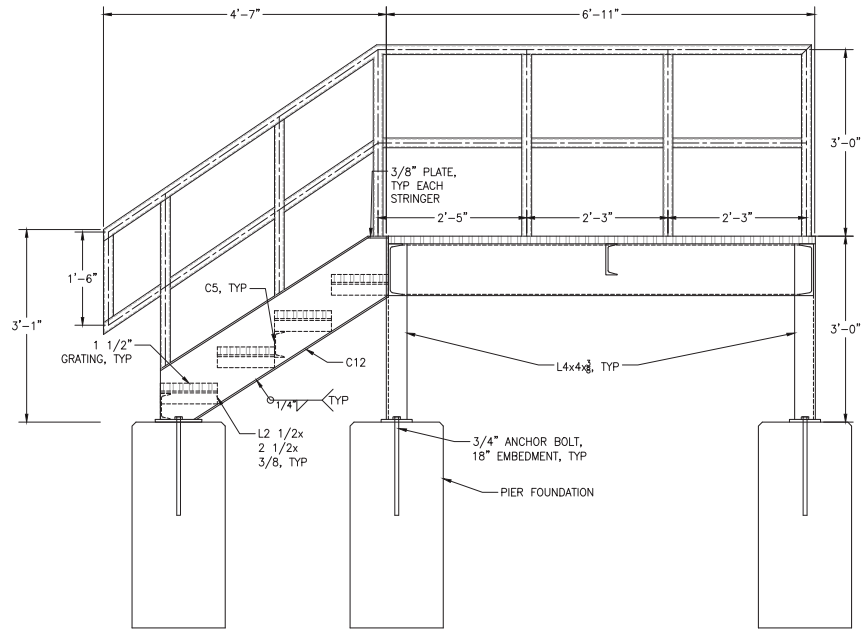 4'-7"
6'-11"
3'-0"
3/8" PLATE,
TYP EACH
STRINGER
2'-5"
2'-3"
2'-3"
1'-6"
3'-1"
C5, TYP
3'-0"
1 1/2"
GRATING, TYP
C12
L4x4x3/8, TYP
1/4"
TYP
L2 1/2x
2 1/2x
3/8, TYP
3/4" ANCHOR BOLT,
18" EMBEDMENT, TYP
PIER FOUNDATION